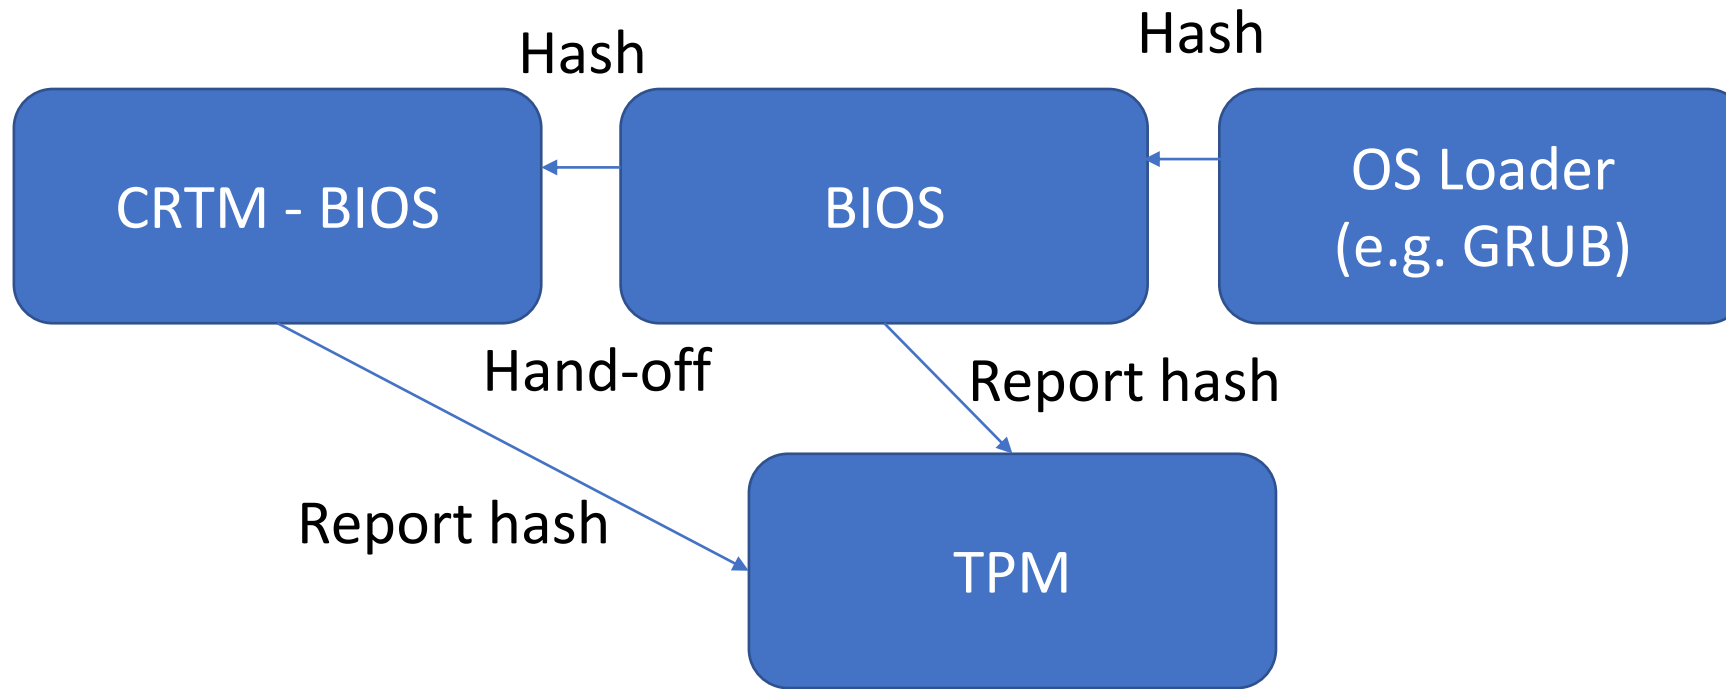 Hash
Hash
CRTM - BIOS
BIOS
OS Loader
(e.g. GRUB)
Hand-off
Report hash
Report hash
TPM